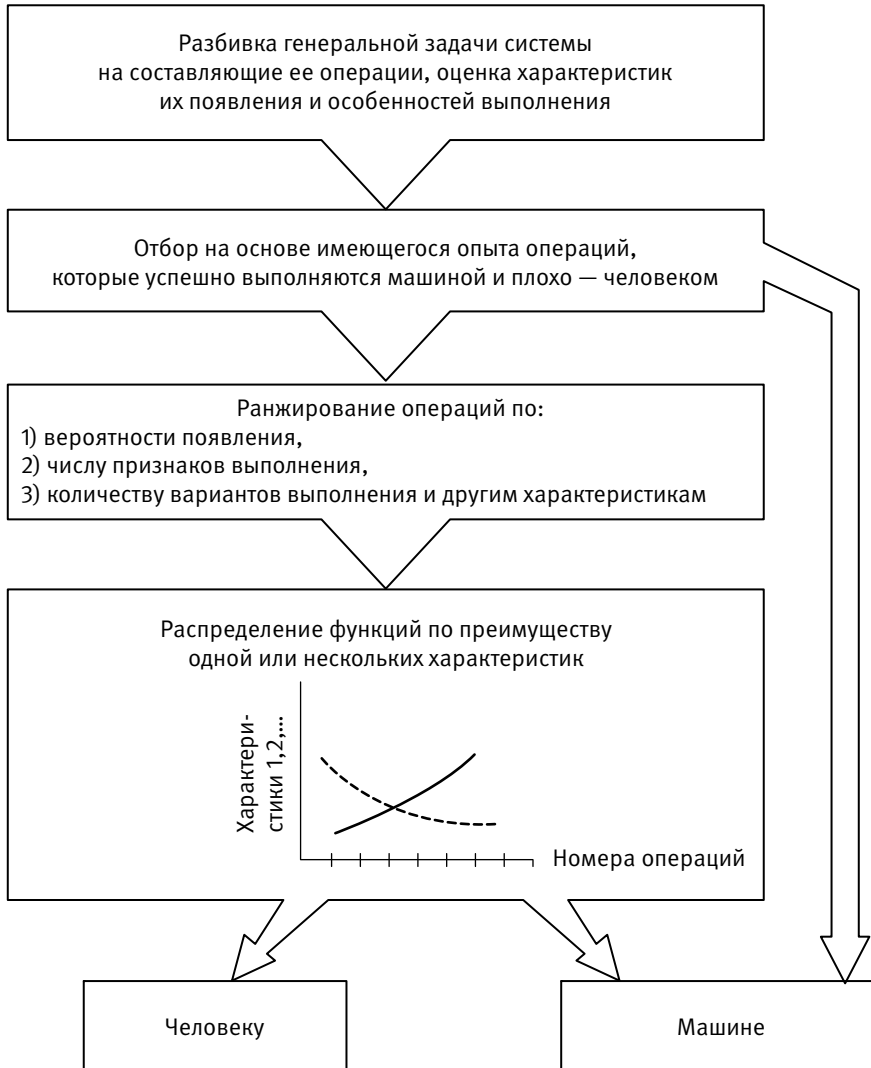 Разбивка генеральной задачи системы
на составляющие ее операции, оценка характеристик
их появления и особенностей выполнения
Отбор на основе имеющегося опыта операций,
которые успешно выполняются машиной и плохо — человеком
Ранжирование операций по:
1) вероятности появления,
2) числу признаков выполнения,
3) количеству вариантов выполнения и другим характеристикам
Распределение функций по преимуществу
одной или нескольких характеристик
Характери-
стики 1,2,...
Номера операций
Человеку
Машине